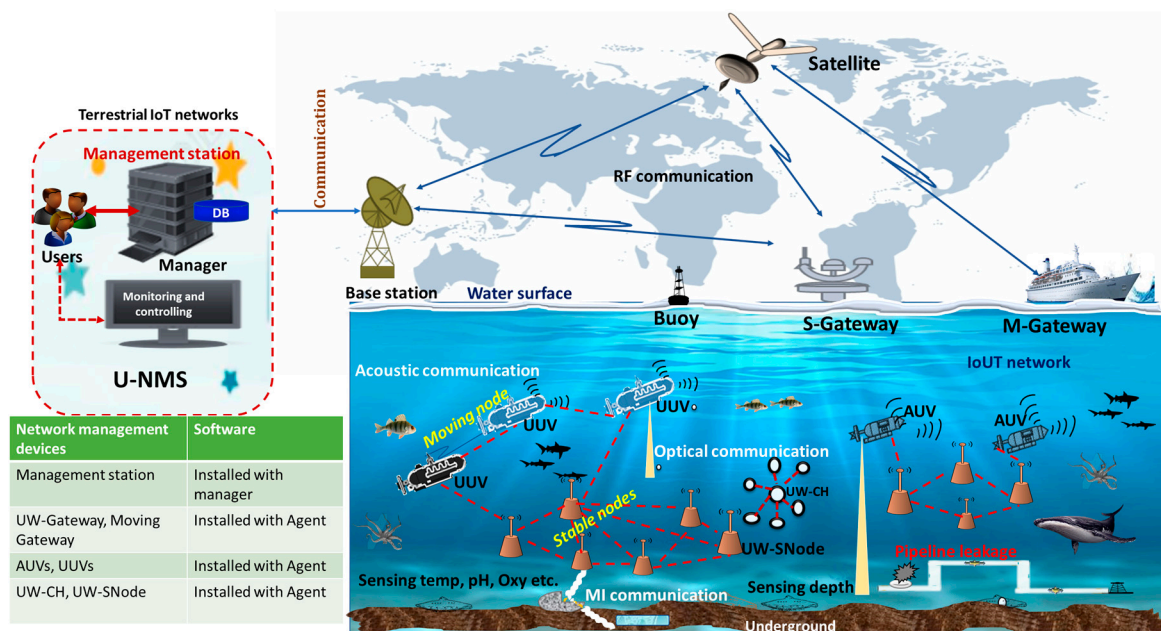 Terrestrial IoT networks
Management station
DB
Users
Manager
Monitoring and
controlling
U-NMS
Communication
Satellite
RF communication
Base station
Water surface
Buoy
S-Gateway
M-Gateway
IoUT network
Acoustic communication
Moving node
UUV
UUV
UUV
Optical communication
AUV
AUV
UW-CH
Stable nodes
UW-SNode
Pipeline leakage
Sensing temp, pH, Oxy etc.
Sensing depth
MI communication
Underground
Network management
devices
Software
Management station
Installed with
manager
UW-Gateway, Moving
Gateway
Installed with Agent
AUVs, UUVs
Installed with Agent
UW-CH, UW-SNode
Installed with Agent